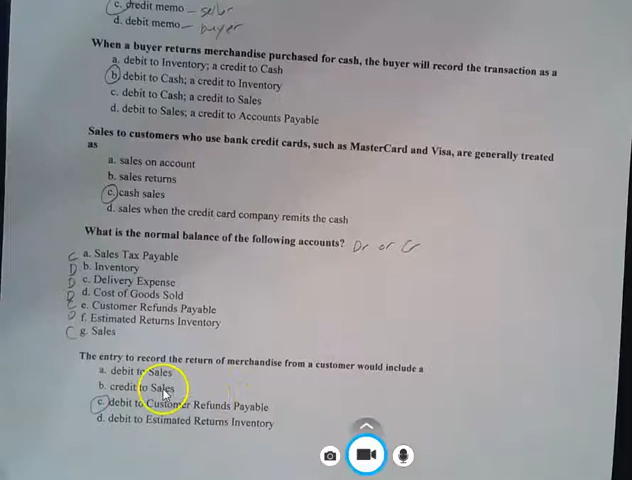 c. credit memo – seller
d. debit memo – buyer
When a buyer returns merchandise purchased for cash, the buyer will record the transaction as a
a. debit to Inventory; a credit to Cash
b. debit to Cash; a credit to Inventory
c. debit to Cash; a credit to Sales
d. debit to Sales; a credit to Accounts Payable
Sales to customers who use bank credit cards, such as MasterCard and Visa, are generally treated
as
a. sales on account
b. sales returns
c. cash sales
d. sales when the credit card company remits the cash
What is the normal balance of the following accounts? Dr or Cr
C a. Sales Tax Payable
D b. Inventory
D c. Delivery Expense
D d. Cost of Goods Sold
C e. Customer Refunds Payable
D f. Estimated Returns Inventory
C g. Sales
The entry to record the return of merchandise from a customer would include a
a. debit to Sales
b. credit to Sales
c. debit to Customer Refunds Payable
d. debit to Estimated Returns Inventory